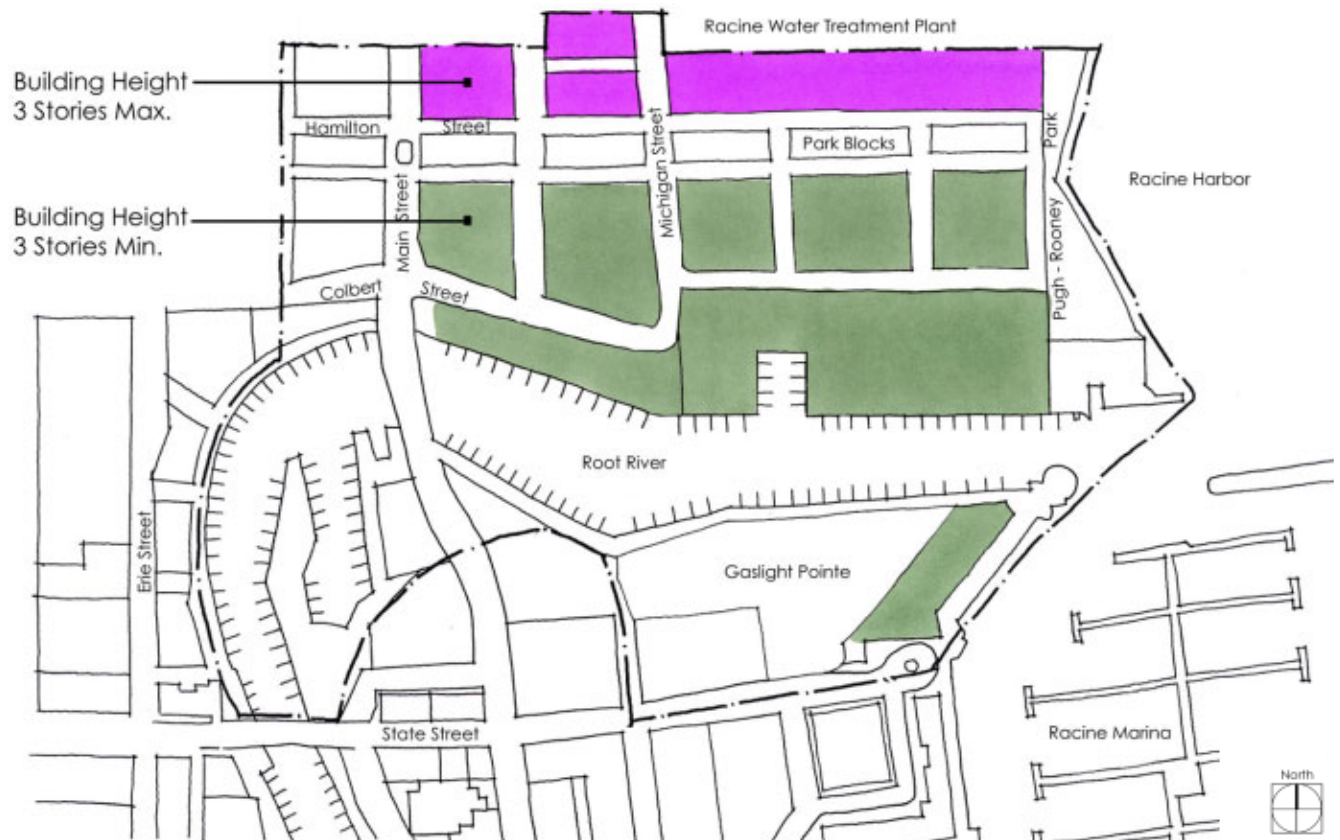 Racine Water Treatment Plant
Building Height
3 Stories Max.
Hamilton
Street
Park Blocks
Park
Michigan Street
Racine Harbor
Building Height
3 Stories Min.
Main Street
Pugh - Rooney
Colbert
Street
Root River
Erie Street
Gaslight Pointe
State Street
Racine Marina
North